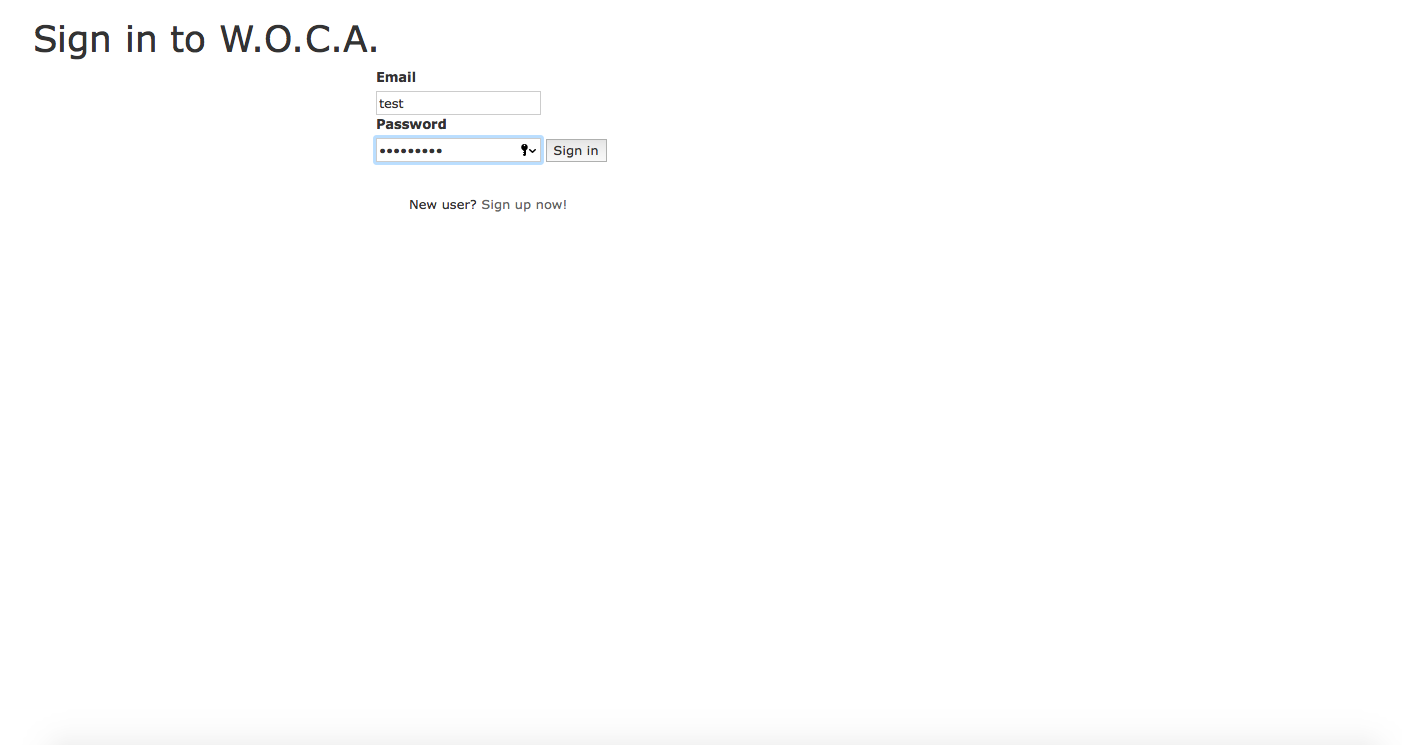 Sign in to W.O.C.A.
Email
test
Password
•••••••••
Sign in
New user? Sign up now!